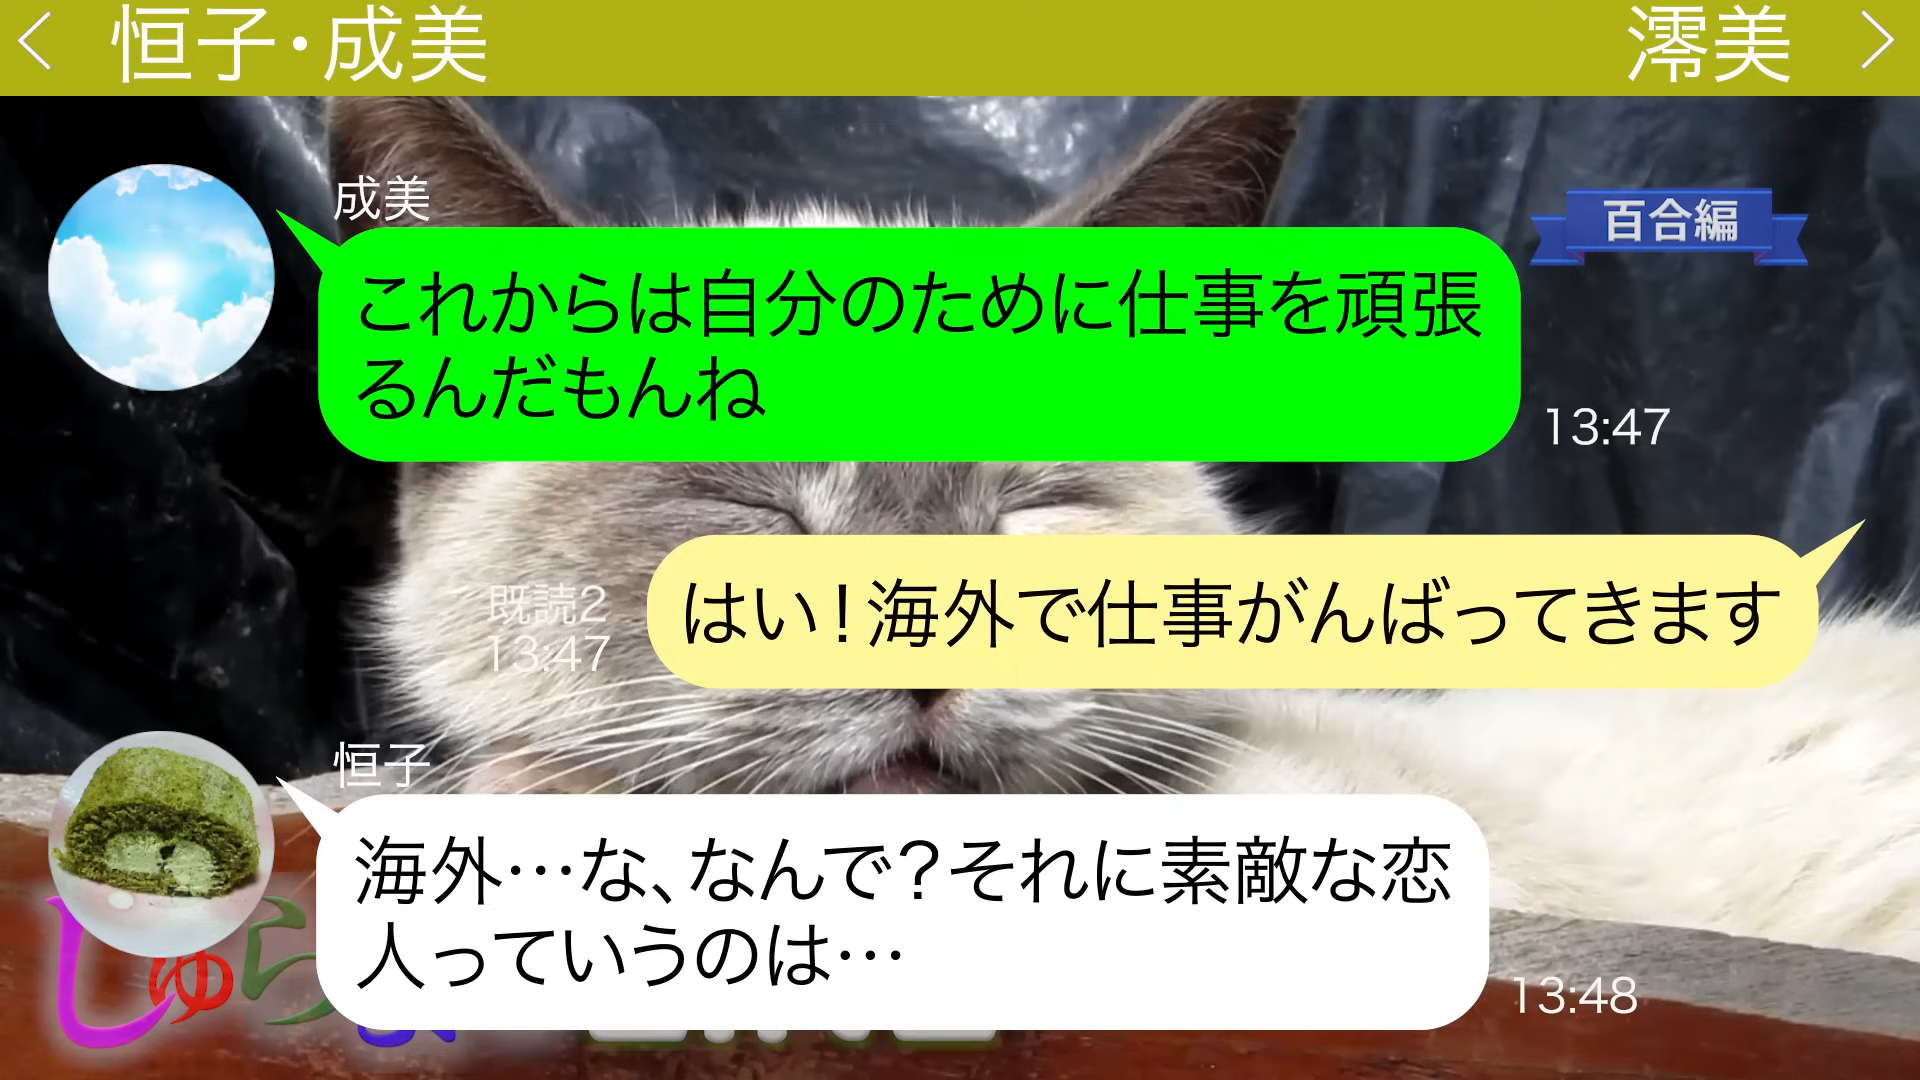 恒子・成美
澪美
成美
百合編
これからは自分のために仕事を頑張
るんだもんね
13:47
はい！海外で仕事がんばってきます
既読2
13:47
恒子
海外…な、なんで？それに素敵な恋
人っていうのは…
13:48
しゅら